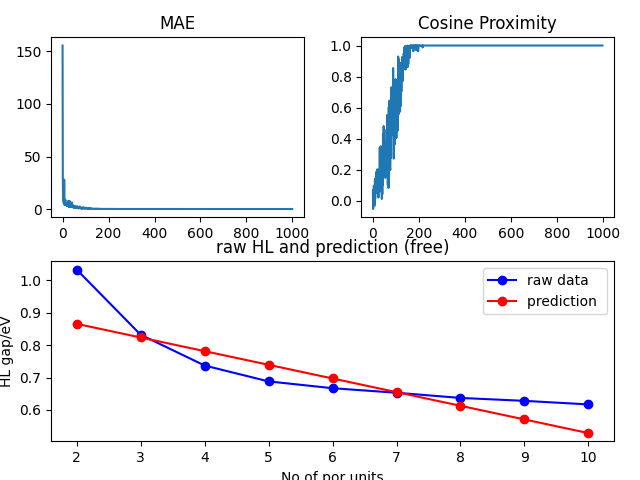 MAE
Cosine Proximity
150
100
50
0
0 200 400 600 800 1000
1.0
0.8
0.6
0.4
0.2
0.0
0 200 400 600 800 1000
raw HL and prediction (free)
HL gap/eV
1.0
0.9
0.8
0.7
0.6
raw data
prediction
2 3 4 5 6 7 8 9 10
No of por units